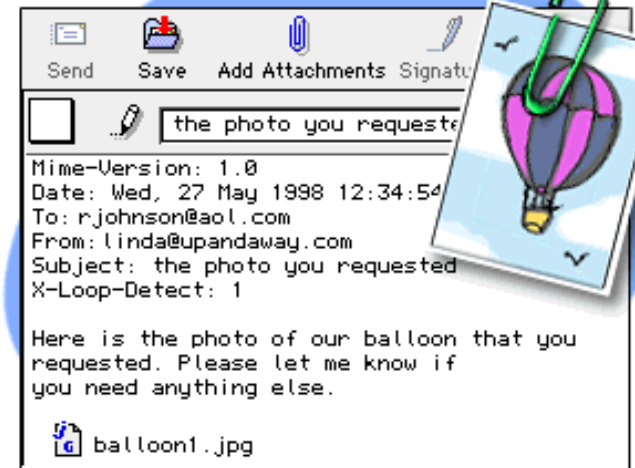 Send Save Add Attachments
the photo you requeste
Mime-Version: 1.0
Date: Wed, 27 May 1998 12:34:54
To: rjohnson@aol.com
From: linda@upandaway.com
Subject: the photo you requested
X-Loop-Detect: 1
Here is the photo of our balloon that you
requested. Please let me know if
you need anything else.
balloon1.jpg